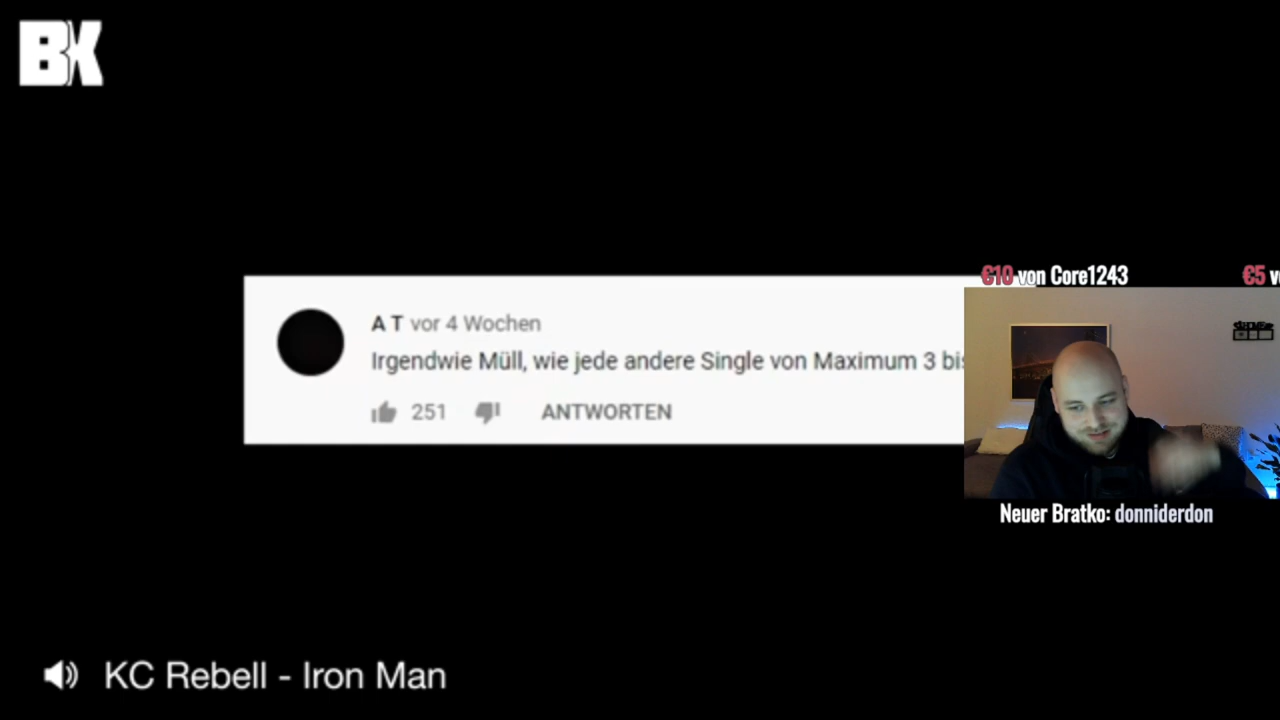 BK
€10 von Core1243
€5
A T vor 4 Wochen
Irgendwie Müll, wie jede andere Single von Maximum 3 bis
251
ANTWORTEN
Neuer Bratko: donniderdon
KC Rebell - Iron Man